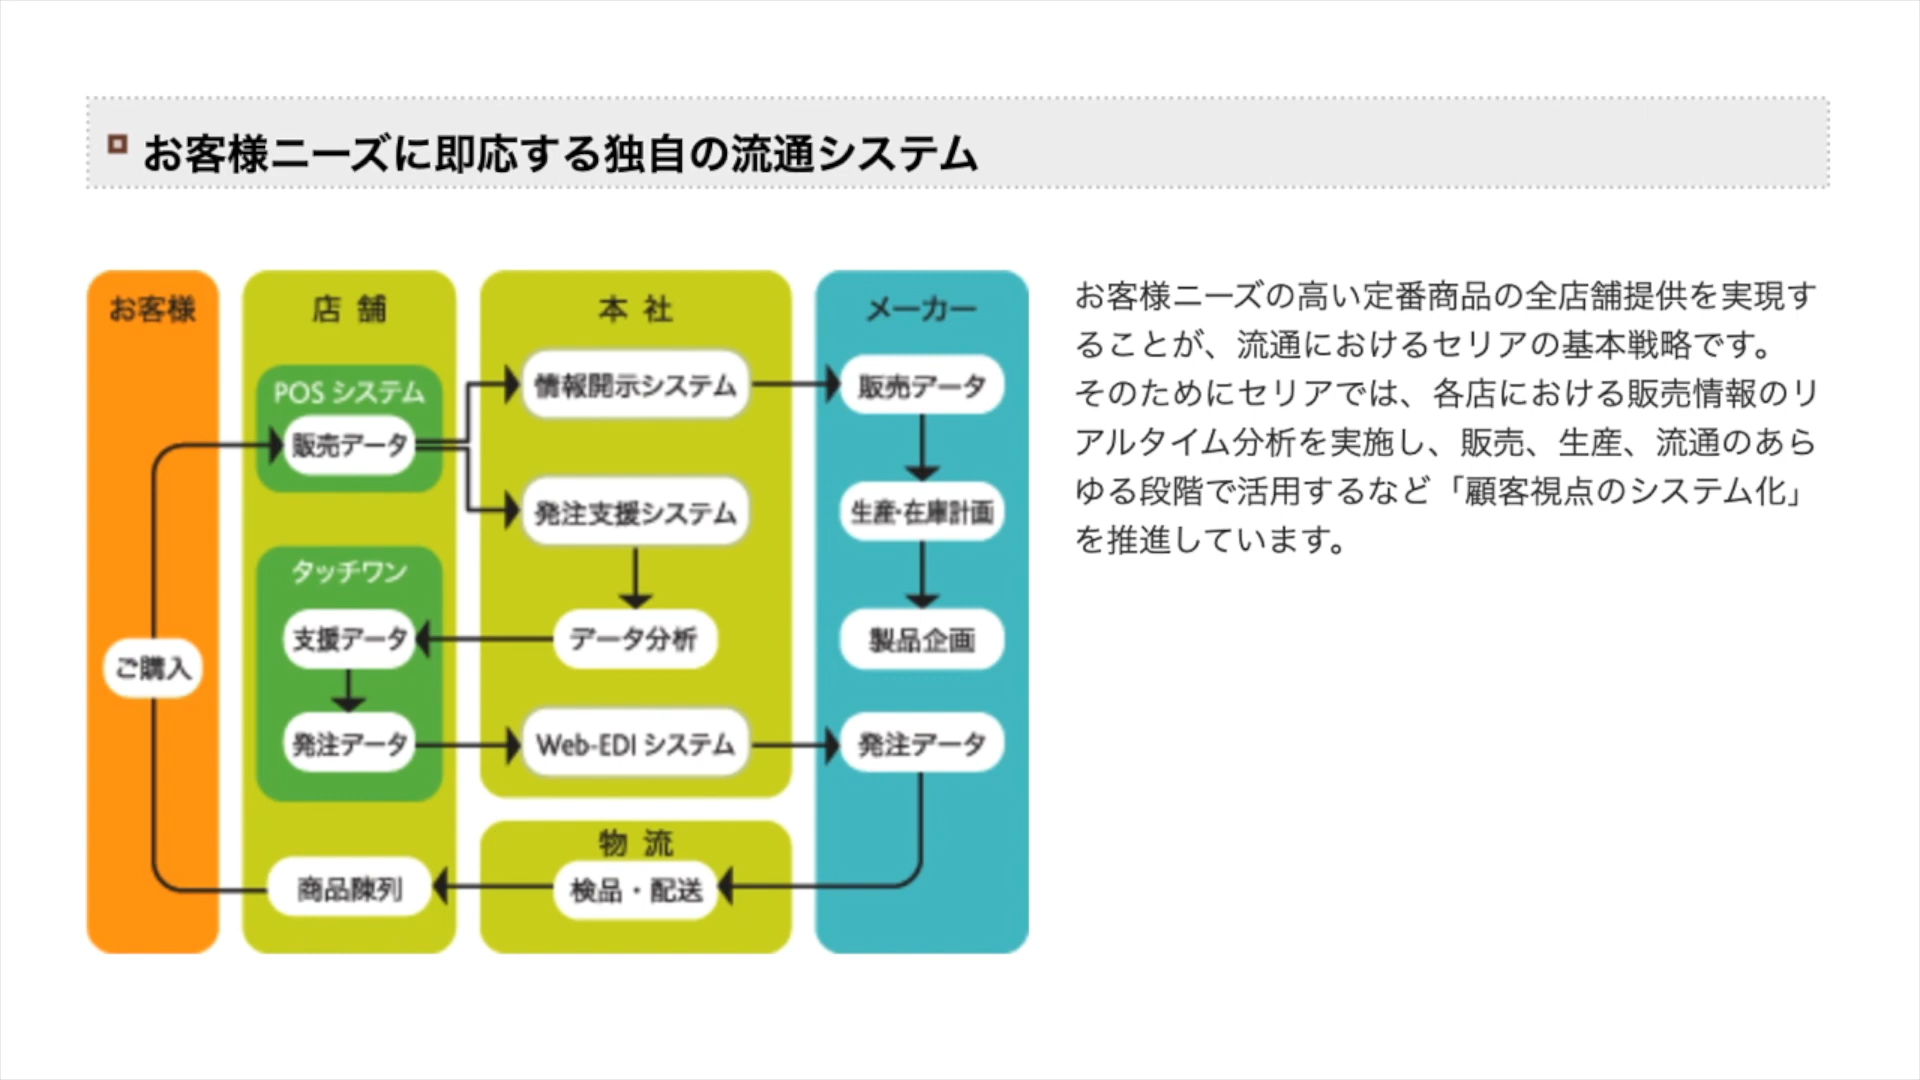 お客様ニーズに即応する独自の流通システム
お客様
店 舗
本 社
メーカー
POS システム
販売データ
情報開示システム
販売データ
発注支援システム
生産・在庫計画
タッチワン
支援データ
データ分析
製品企画
ご購入
発注データ
Web-EDI システム
発注データ
物 流
商品陳列
検品・配送
お客様ニーズの高い定番商品の全店舗提供を実現す
ることが、流通におけるセリアの基本戦略です。
そのためにセリアでは、各店における販売情報のリ
アルタイム分析を実施し、販売、生産、流通のあら
ゆる段階で活用するなど「顧客視点のシステム化」
を推進しています。